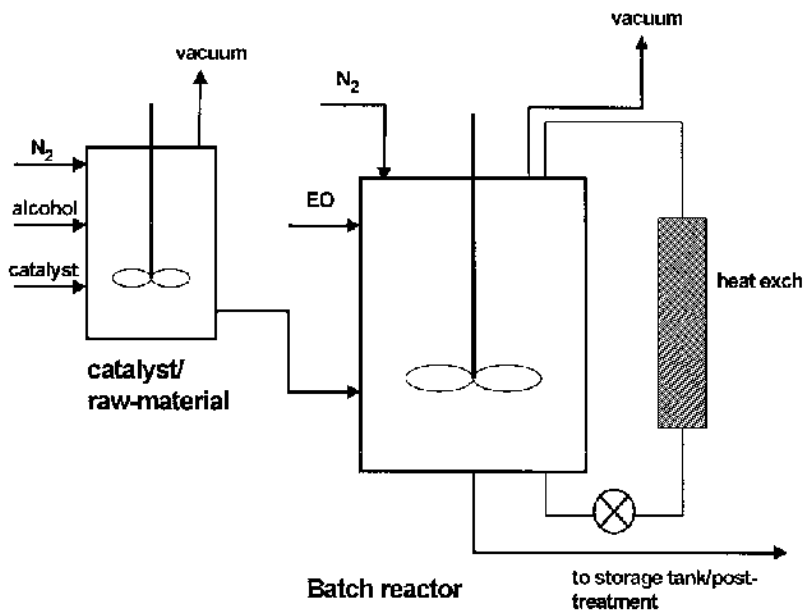 vacuum
vacuum
N2
N2
alcohol
EO
catalyst
heat exch
catalyst/
raw-material
to storage tank/post-
treatment
Batch reactor